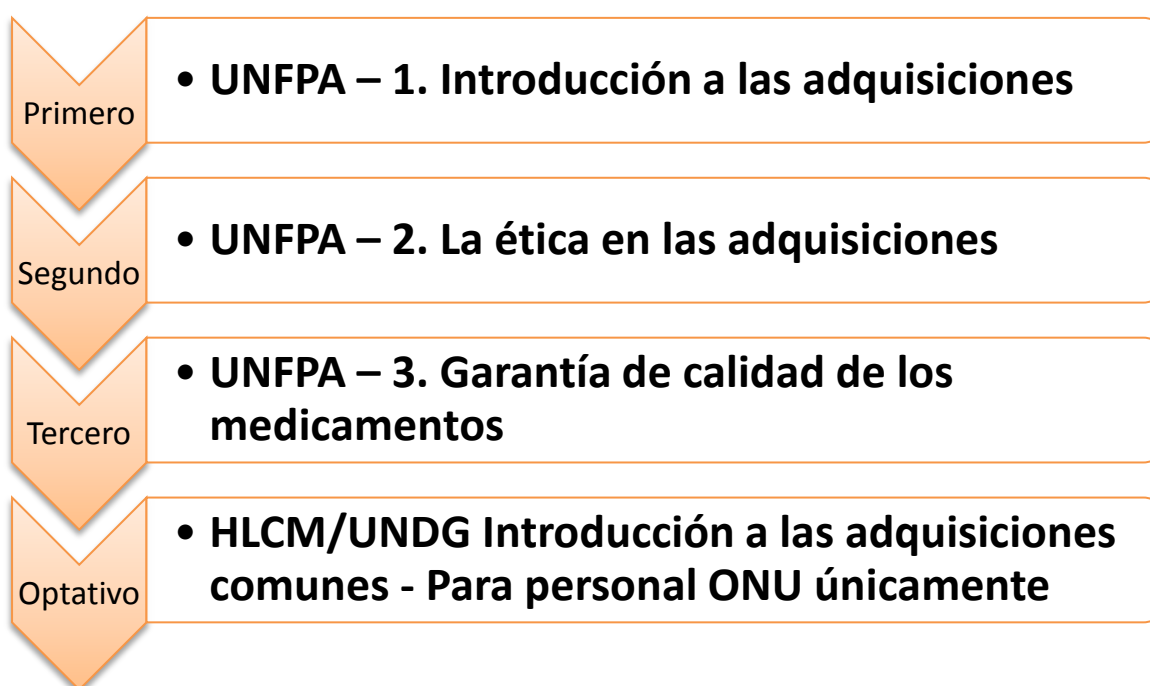 Primero
• UNFPA – 1. Introducción a las adquisiciones
Segundo
• UNFPA – 2. La ética en las adquisiciones
Tercero
• UNFPA – 3. Garantía de calidad de los
medicamentos
Optativo
• HLCM/UNDG Introducción a las adquisiciones
comunes - Para personal ONU únicamente